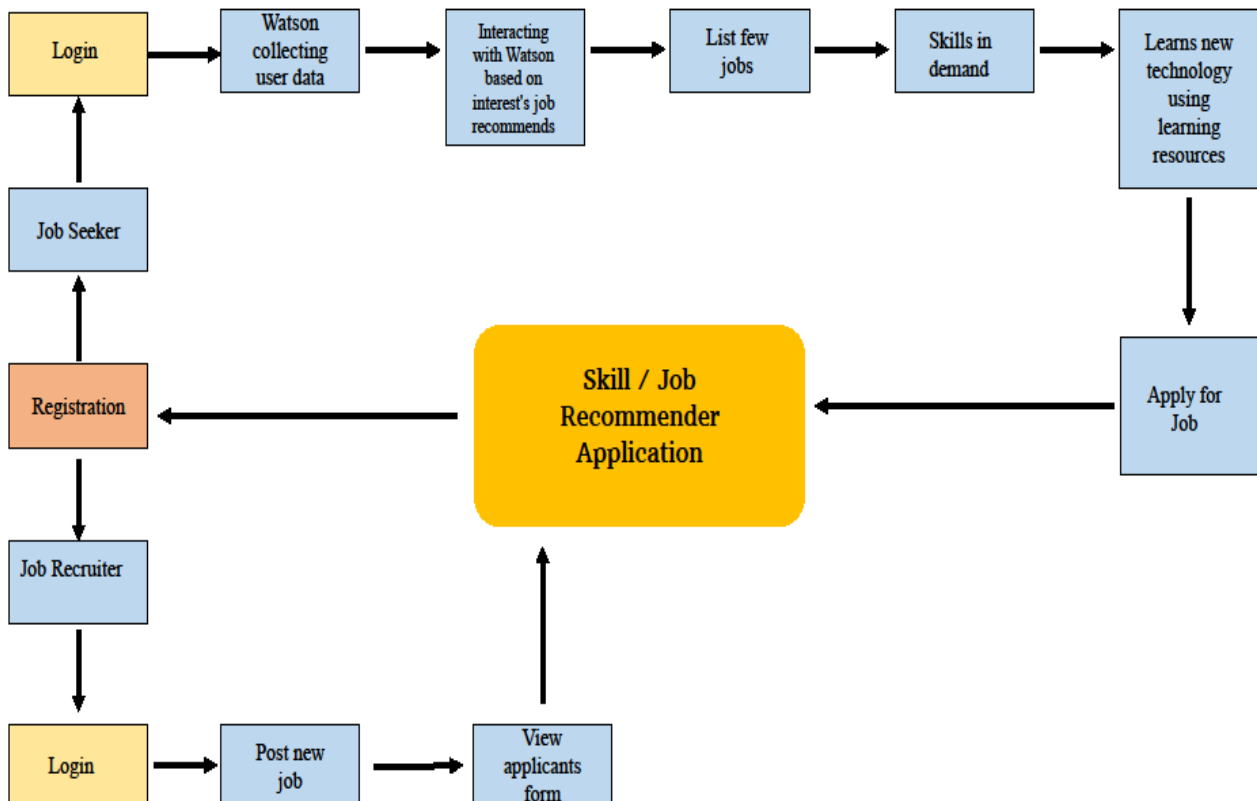 Login
Watson
collecting
user data
Interacting
with Watson
based on
interest's job
recommends
List few
jobs
Skills in
demand
Learns new
technology
using
learning
resources
Job Seeker
Registration
Skill / Job
Recommender
Application
Apply for
Job
Job Recruiter
Login
Post new
job
View
applicants
form